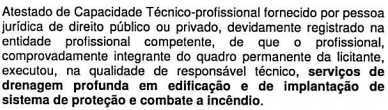 Atestado de Capacidade Técnico-profissional fornecido por pessoa
jurídica de direito público ou privado, devidamente registrado na
entidade profissional competente, de que o profissional,
comprovadamente integrante do quadro permanente da licitante,
executou, na qualidade de responsável técnico, serviços de
drenagem profunda em edificação e de implantação de
sistema de proteção e combate a incêndio.